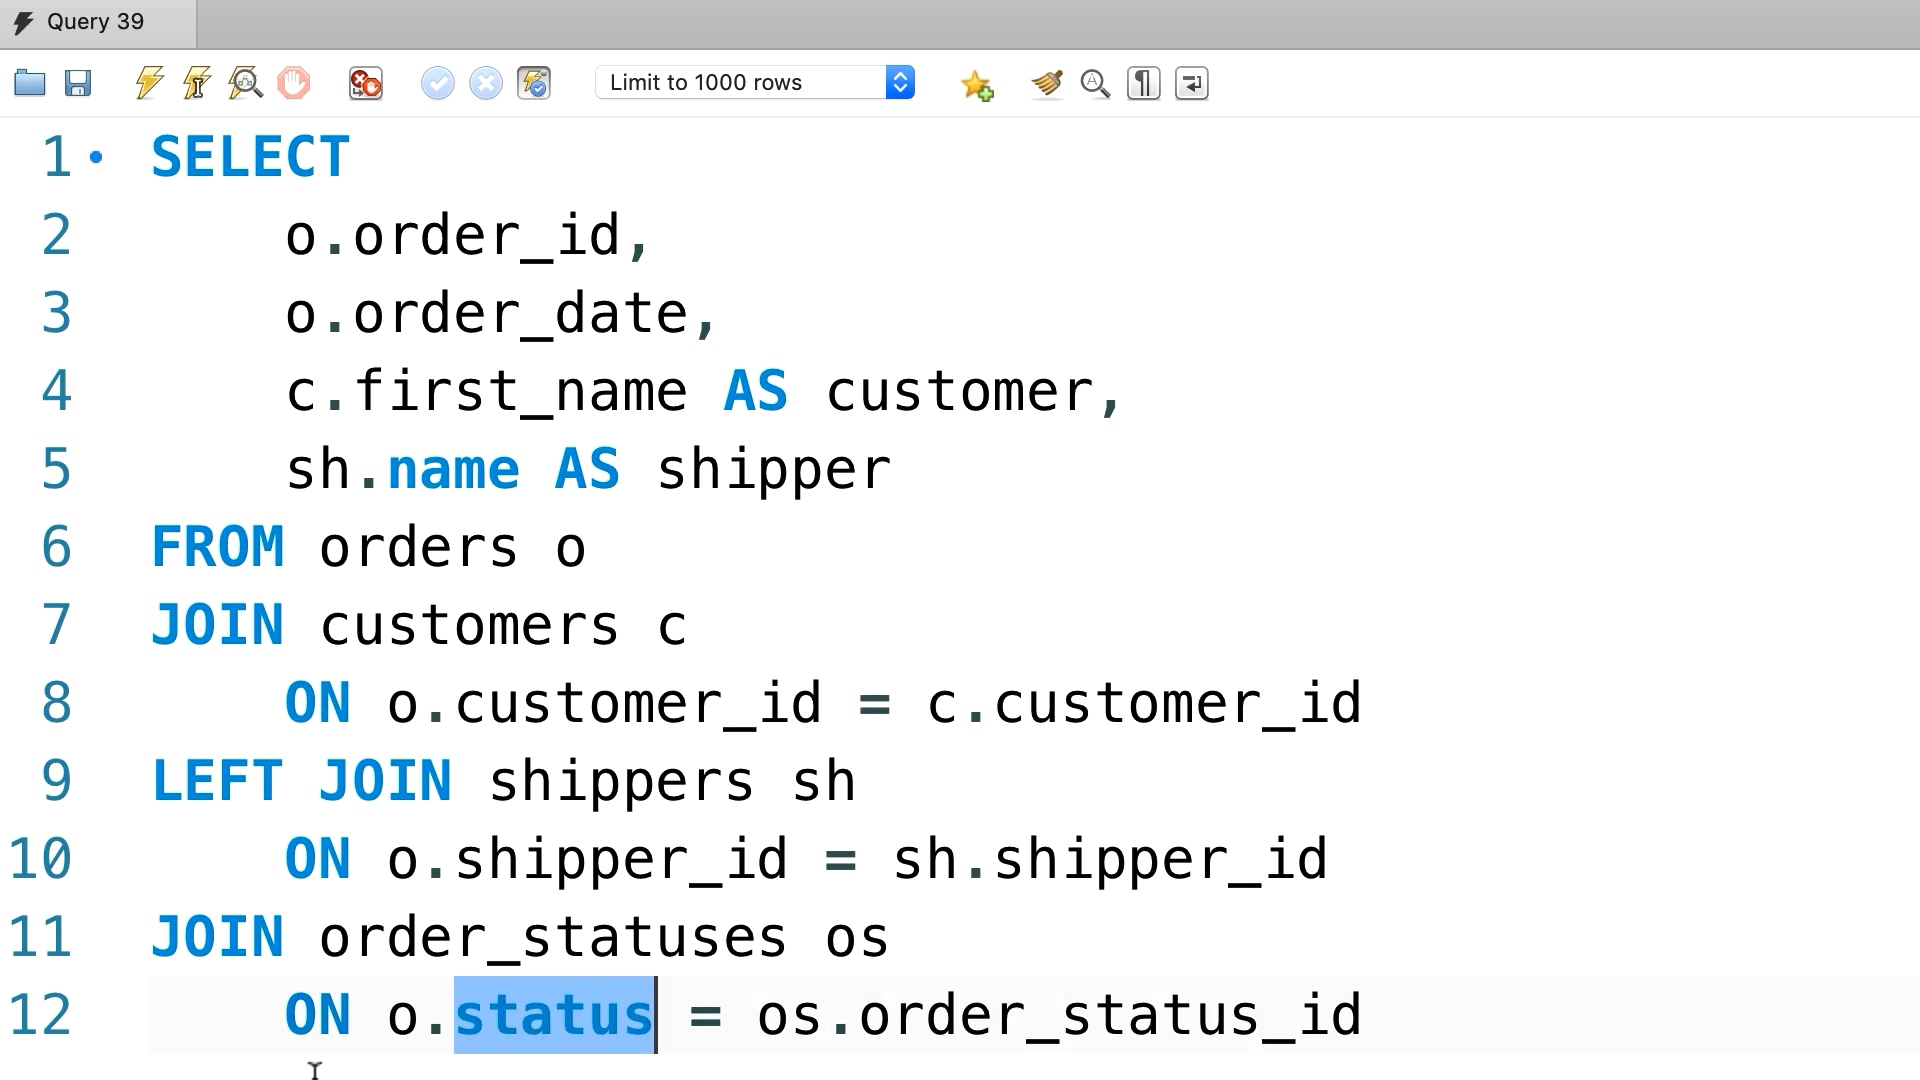 Query 39
Limit to 1000 rows
1 SELECT
2 o.order_id,
3 o.order_date,
4 c.first_name AS customer,
5 sh.name AS shipper
6 FROM orders o
7 JOIN customers c
8 ON o.customer_id = c.customer_id
9 LEFT JOIN shippers sh
10 ON o.shipper_id = sh.shipper_id
11 JOIN order_statuses os
12 ON o.status = os.order_status_id